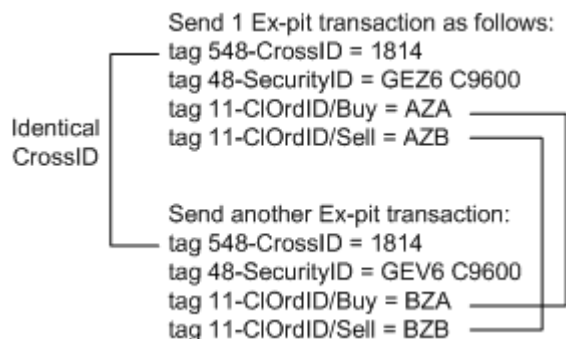 Send 1 Ex-pit transaction as follows:
tag 548-CrossID = 1814
tag 48-SecurityID = GEZ6 C9600
tag 11-ClOrdID/Buy = AZA
tag 11-ClOrdID/Sell = AZB
Identical
CrossID
Send another Ex-pit transaction:
tag 548-CrossID = 1814
tag 48-SecurityID = GEV6 C9600
tag 11-ClOrdID/Buy = BZA
tag 11-ClOrdID/Sell = BZB